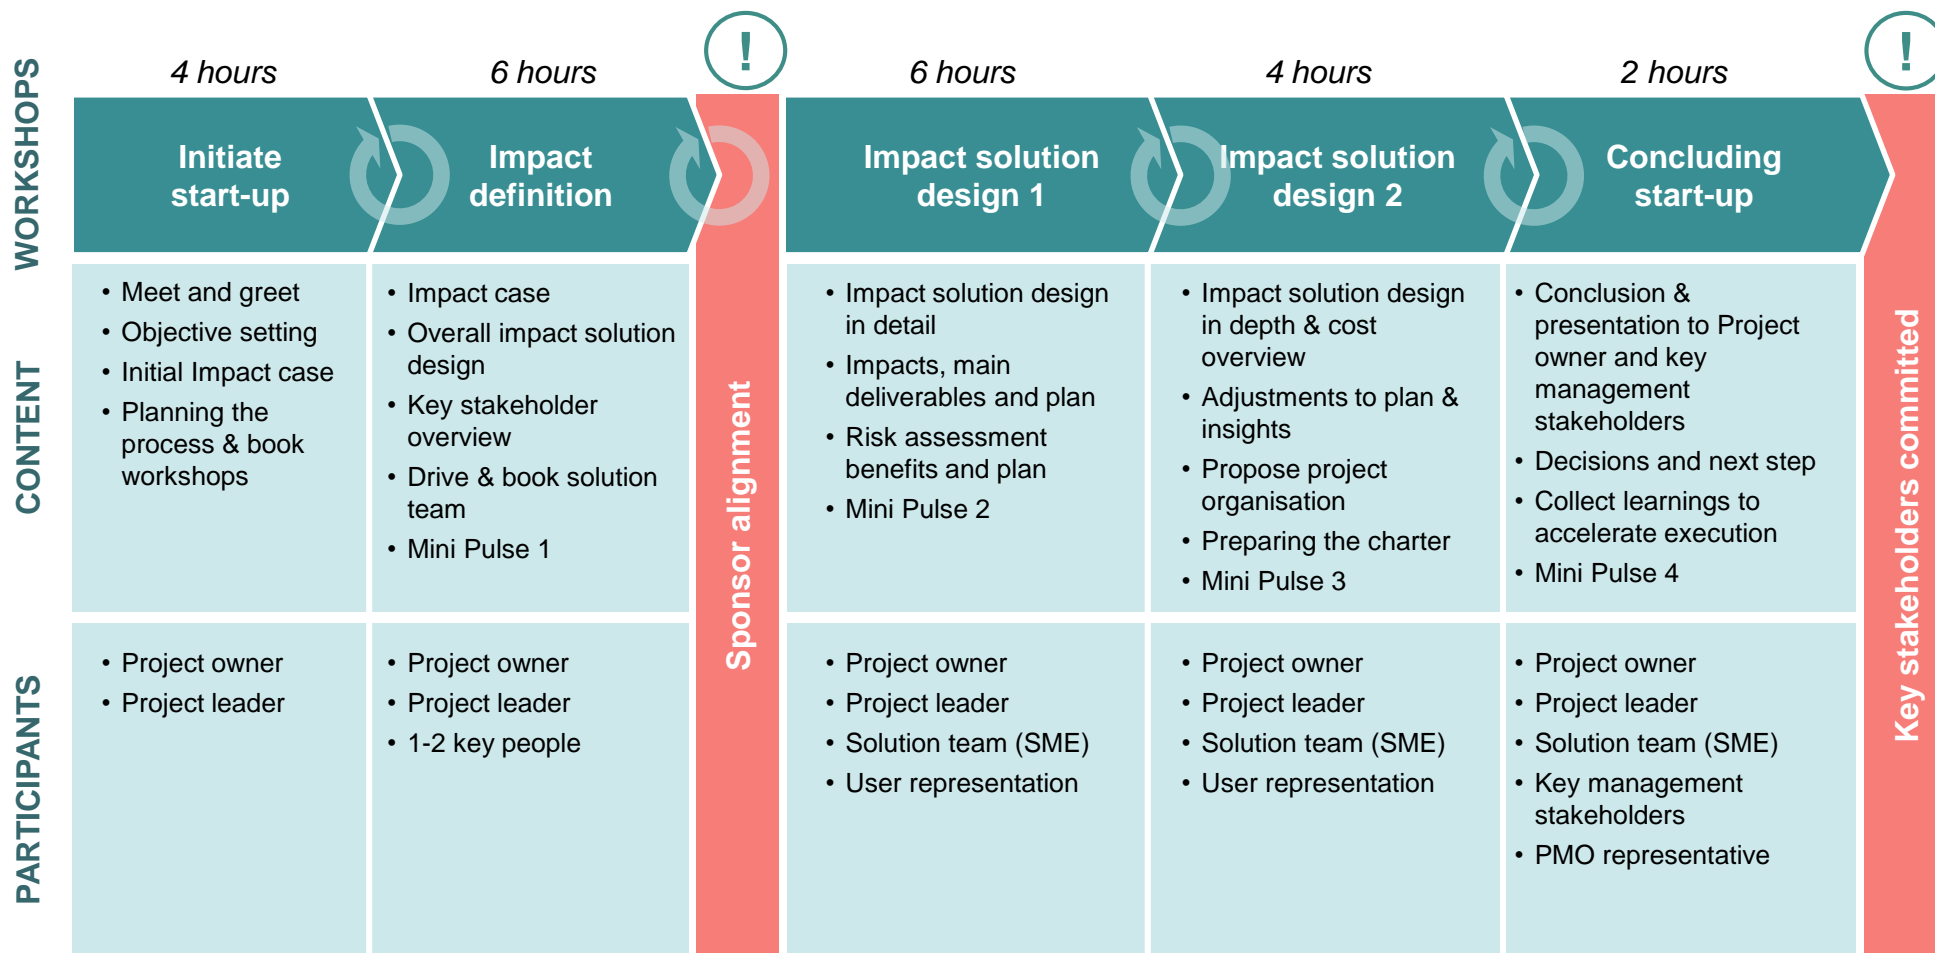 WORKSHOPS
4 hours
6 hours
!
6 hours
4 hours
2 hours
!
Initiate
start-up
Impact
definition
Impact solution
design 1
Impact solution
design 2
Concluding
start-up
CONTENT
• Meet and greet
• Objective setting
• Initial Impact case
• Planning the
process & book
workshops
• Impact case
• Overall impact solution
design
• Key stakeholder
overview
• Drive & book solution
team
• Mini Pulse 1
Sponsor alignment
• Impact solution design
in detail
• Impacts, main
deliverables and plan
• Risk assessment
benefits and plan
• Mini Pulse 2
• Impact solution design
in depth & cost
overview
• Adjustments to plan &
insights
• Propose project
organisation
• Preparing the charter
• Mini Pulse 3
• Conclusion &
presentation to Project
owner and key
management
stakeholders
• Decisions and next step
• Collect learnings to
accelerate execution
• Mini Pulse 4
Key stakeholders committed
PARTICIPANTS
• Project owner
• Project leader
• Project owner
• Project leader
• 1-2 key people
• Project owner
• Project leader
• Solution team (SME)
• User representation
• Project owner
• Project leader
• Solution team (SME)
• User representation
• Project owner
• Project leader
• Solution team (SME)
• Key management
stakeholders
• PMO representative